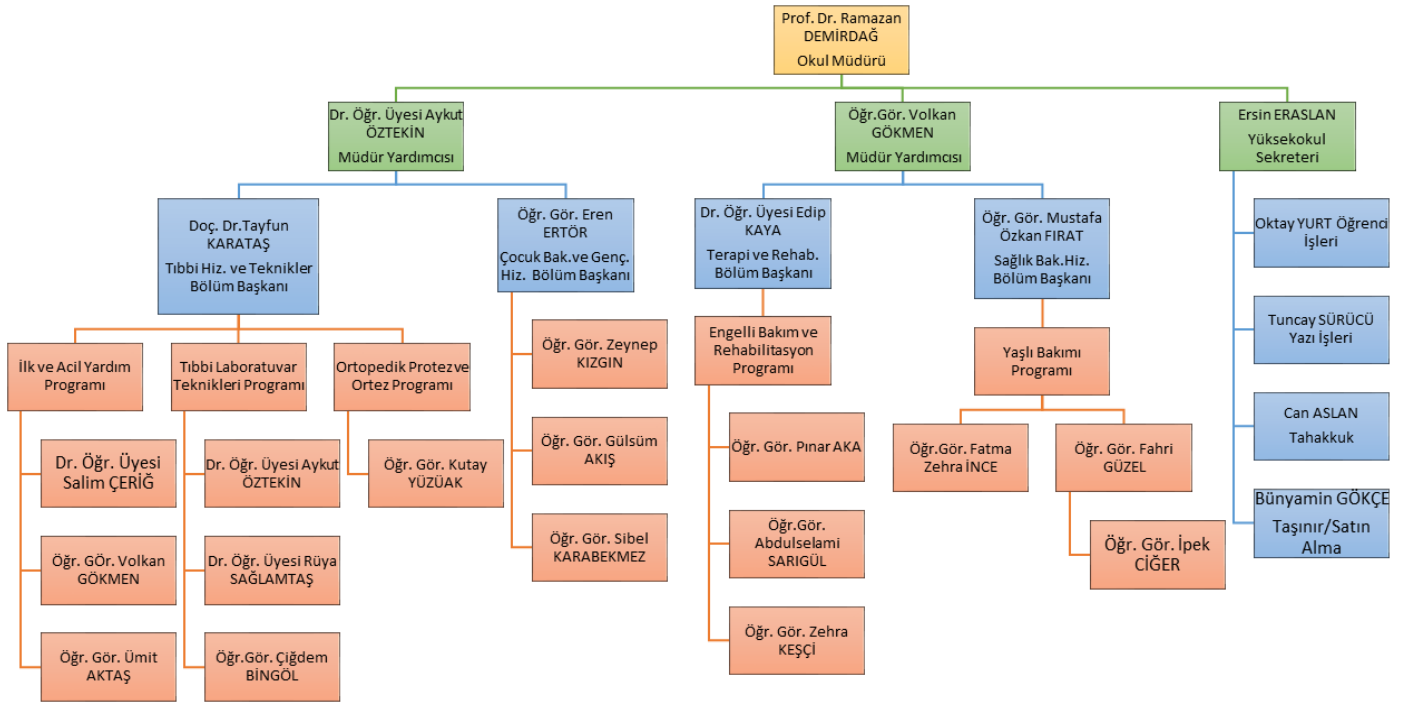 Prof. Dr. Ramazan
DEMİRDAĞ
Okul Müdürü
Dr. Öğr. Üyesi Aykut
ÖZTEKİN
Müdür Yardımcısı
Öğr.Gör. Volkan
GÖKMEN
Müdür Yardımcısı
Ersin ERASLAN
Yüksekokul
Sekreteri
Doç. Dr.Tayfun
KARATAŞ
Tıbbi Hiz. ve Teknikler
Bölüm Başkanı
Öğr. Gör. Eren
ERTÖR
Çocuk Bak.ve Genç.
Hiz. Bölüm Başkanı
Dr. Öğr. Üyesi Edip
KAYA
Terapi ve Rehab.
Bölüm Başkanı
Öğr. Gör. Mustafa
Özkan FIRAT
Sağlık Bak.Hiz.
Bölüm Başkanı
Oktay YURT Öğrenci
İşleri
Tuncay SÜRÜCÜ
Yazı İşleri
Can ASLAN
Tahakkuk
Bünyamin GÖKÇE
Taşınır/Satın
Alma
İlk ve Acil Yardım
Programı
Tıbbi Laboratuvar
Teknikleri Programı
Ortopedik Protez ve
Ortez Programı
Dr. Öğr. Üyesi
Salim ÇERİĞ
Öğr. GÖr. Volkan
GÖKMEN
Öğr. Gör. Ümit
AKTAŞ
Dr. Öğr. Üyesi Aykut
ÖZTEKİN
Dr. Öğr. Üyesi Rüya
SAĞLAMTAŞ
Öğr.Gör. Çiğdem
BİNGÖL
Öğr. Gör. Kutay
YÜZÜAK
Öğr. Gör. Zeynep
KIZGIN
Öğr. Gör. Gülsüm
AKIŞ
Öğr. Gör. Sibel
KARABEKMEZ
Engelli Bakım ve
Rehabilitasyon
Programı
Öğr. Gör. Pınar AKA
Öğr.Gör.
Abdulselami
SARIGÜL
Öğr. Gör. Zehra
KEŞÇİ
Yaşlı Bakımı
Programı
Öğr.Gör. Fatma
Zehra İNCE
Öğr. Gör. Fahri
GÜZEL
Öğr. Gör. İpek
CİĞER